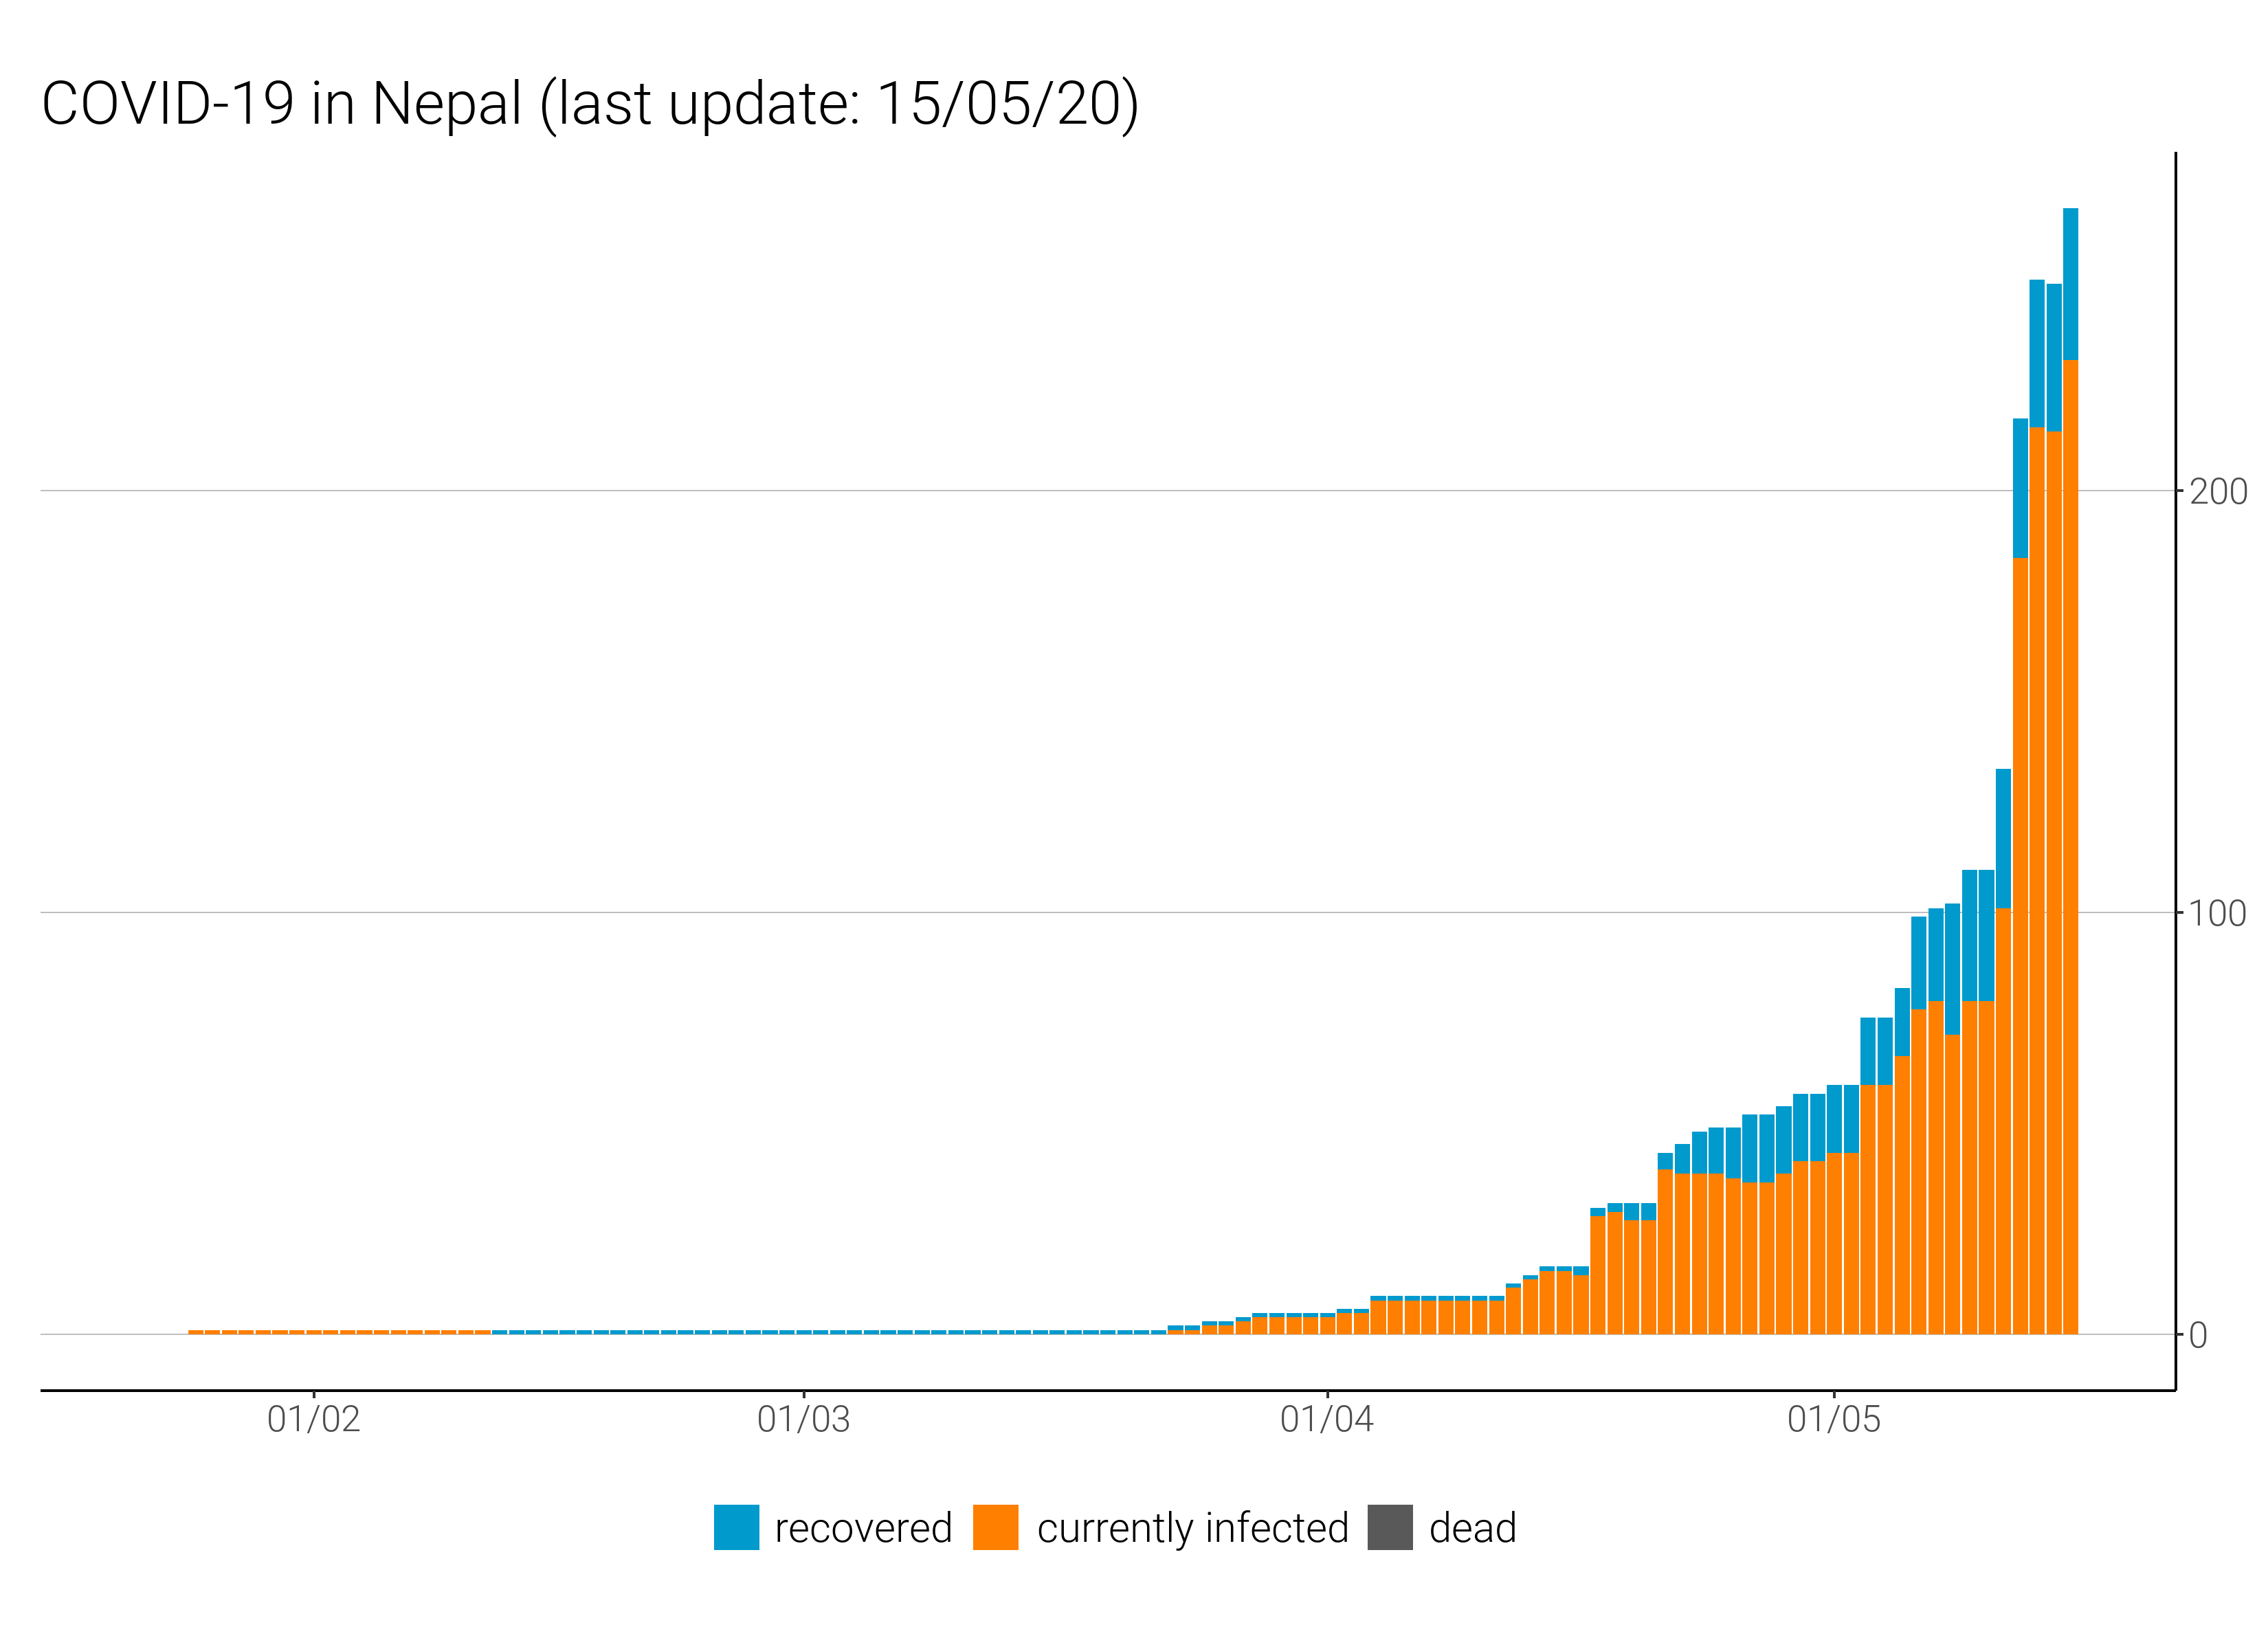 COVID-19 in Nepal (last update: 15/05/20)
200
100
0
01/02 01/03 01/04 01/05
recovered currently infected dead